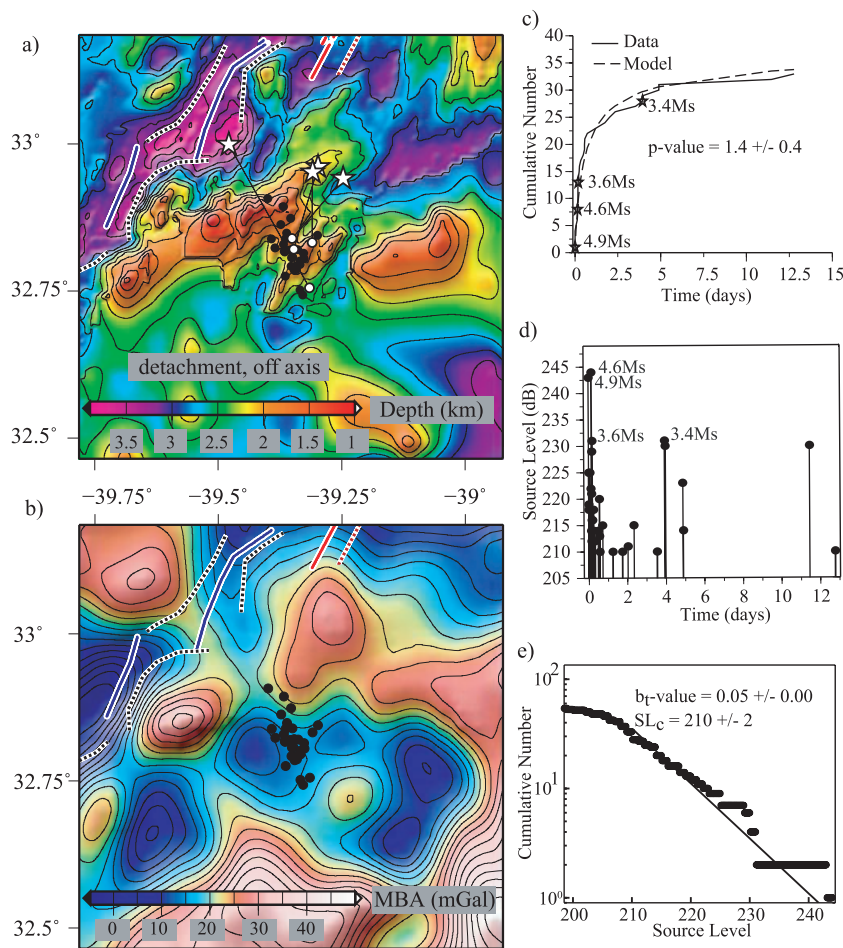 a)
33°
32.75°
32.5°
detachment, off axis
Depth (km)
3.5 3 2.5 2 1.5 1
−39.75° −39.5° −39.25° −39°
b)
33°
32.75°
32.5°
MBA (mGal)
0 10 20 30 40
c)
Cumulative Number
40
35
30
25
20
15
10
5
0
Data
Model
3.4Ms
p-value = 1.4 +/- 0.4
3.6Ms
4.6Ms
4.9Ms
0 2.5 5 7.5 10 12.5 15
Time (days)
d)
Source Level (dB)
245
240
235
230
225
220
215
210
205
4.6Ms
4.9Ms
3.6Ms 3.4Ms
0 2 4 6 8 10 12
Time (days)
e)
Cumulative Number
10²
10¹
10⁰
bt-value = 0.05 +/- 0.00
SLc = 210 +/- 2
200 210 220 230 240
Source Level